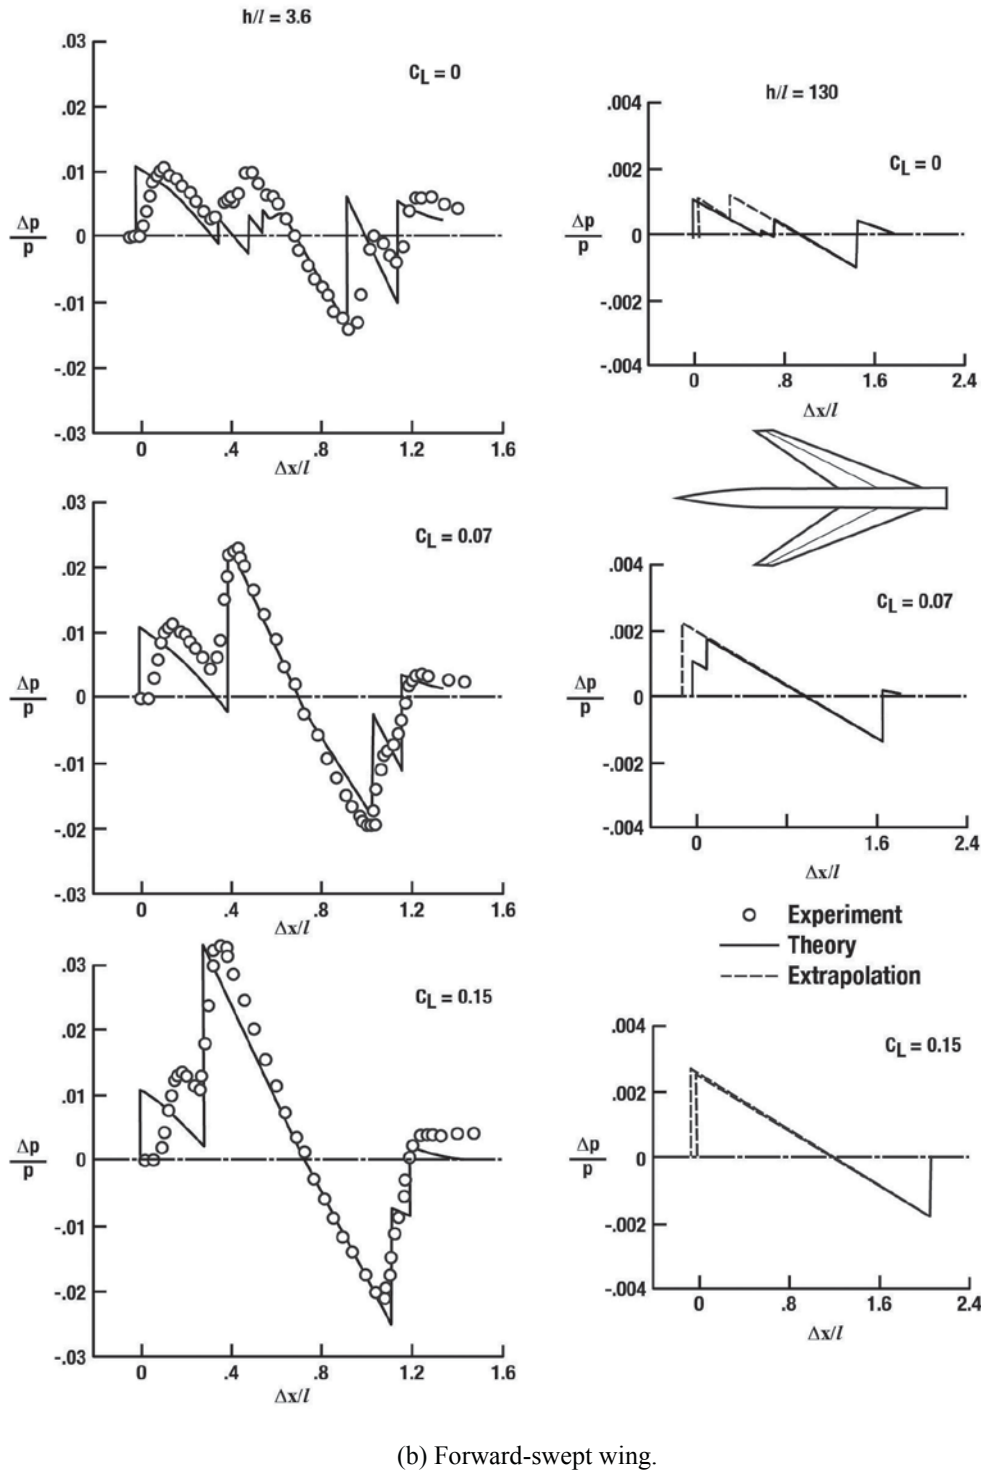 h/l = 3.6
.03
C_L = 0
.02
.01
Δp
p
0
-.01
-.02
-.03
0 .4 .8 1.2 1.6
Δx/l
h/l = 130
.004
C_L = 0
.002
Δp
p
0
-.002
-.004
0 .8 1.6 2.4
Δx/l
.03
C_L = 0.07
.02
.01
Δp
p
0
-.01
-.02
-.03
0 .4 .8 1.2 1.6
Δx/l
.004
C_L = 0.07
.002
Δp
p
0
-.002
-.004
0 1.6 2.4
Δx/l
Experiment
Theory
Extrapolation
.03
C_L = 0.15
.02
.01
Δp
p
0
-.01
-.02
.03
0 .4 .8 1.2 1.6
Δx/l
.004
C_L = 0.15
.002
Δp
p
0
-.002
.004
0 .8 1.6 2.4
Δx/l
(b) Forward-swept wing.